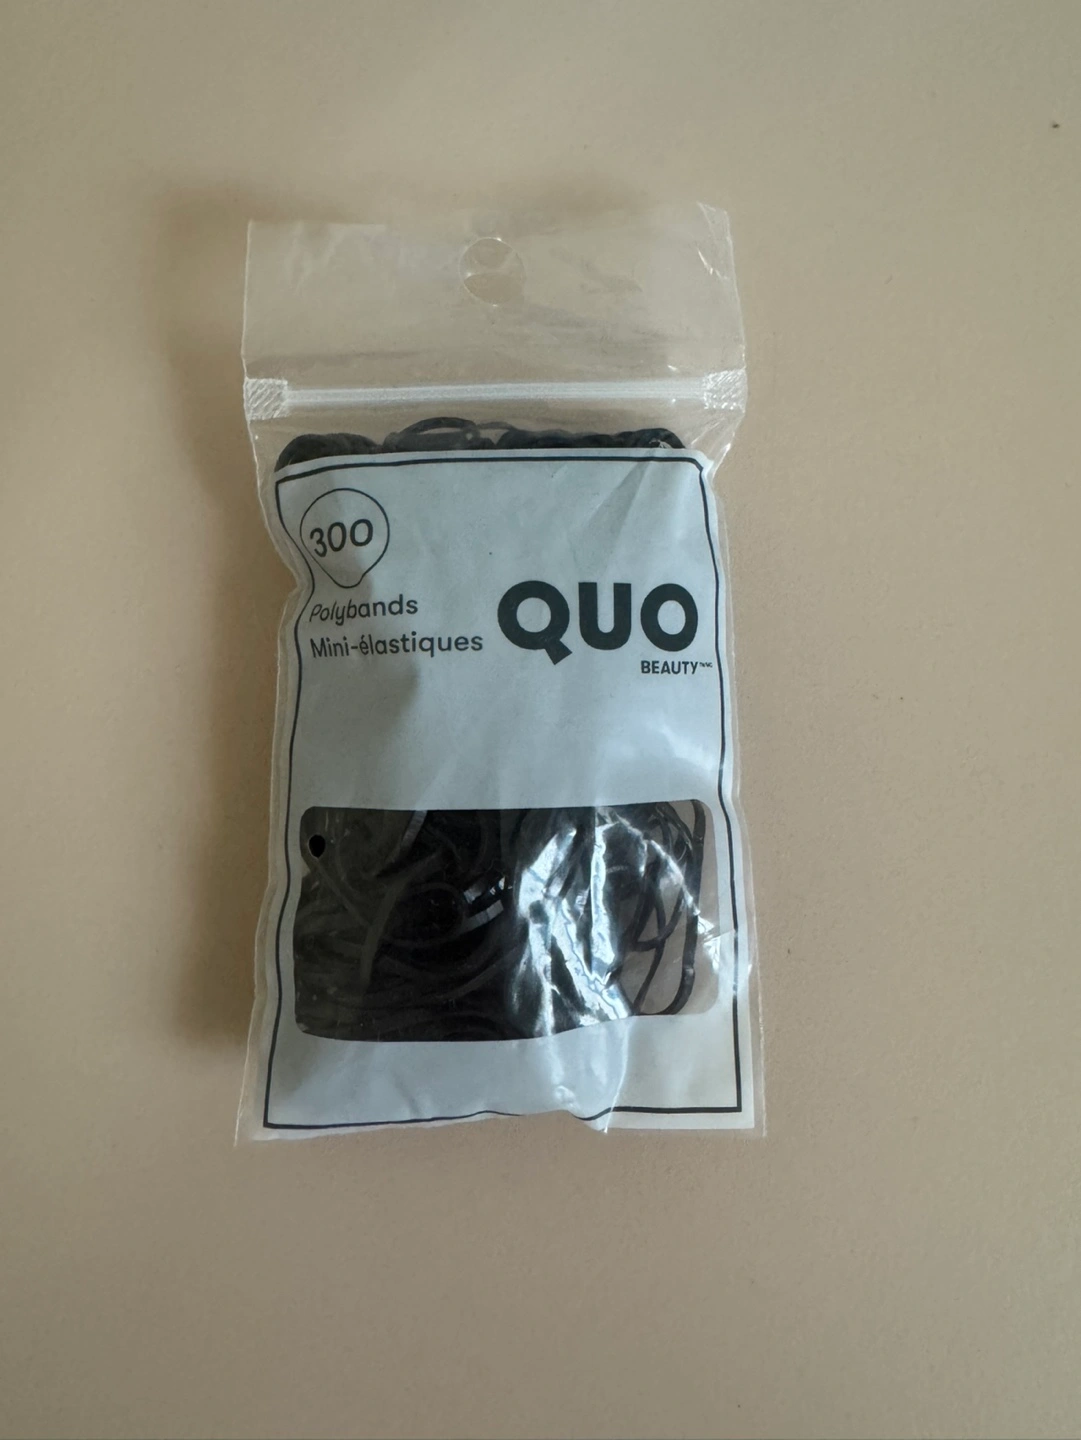 300
Polybands
Mini-élastiques
QUO
BEAUTY